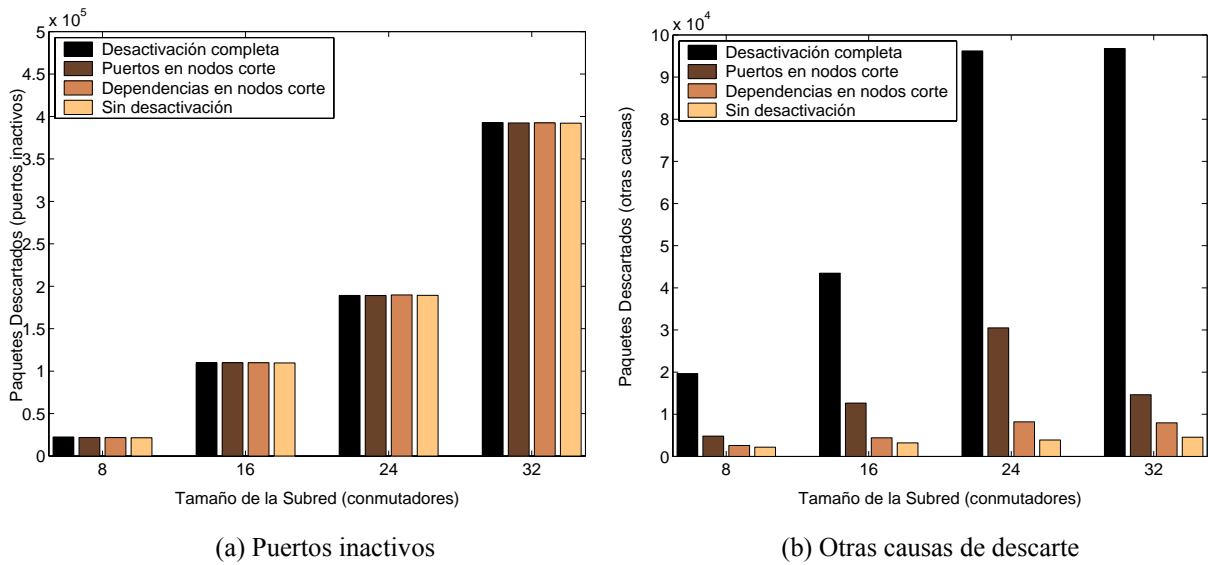 x 10^5
5
4.5
4
3.5
3
2.5
2
1.5
1
0.5
0
Paquetes Descartados (puertos inactivos)
Desactivación completa
Puertos en nodos corte
Dependencias en nodos corte
Sin desactivación
8 16 24 32
Tamaño de la Subred (conmutadores)
(a) Puertos inactivos
x 10^4
10
9
8
7
6
5
4
3
2
1
0
Paquetes Descartados (otras causas)
Desactivación completa
Puertos en nodos corte
Dependencias en nodos corte
Sin desactivación
8 16 24 32
Tamaño de la Subred (conmutadores)
(b) Otras causas de descarte